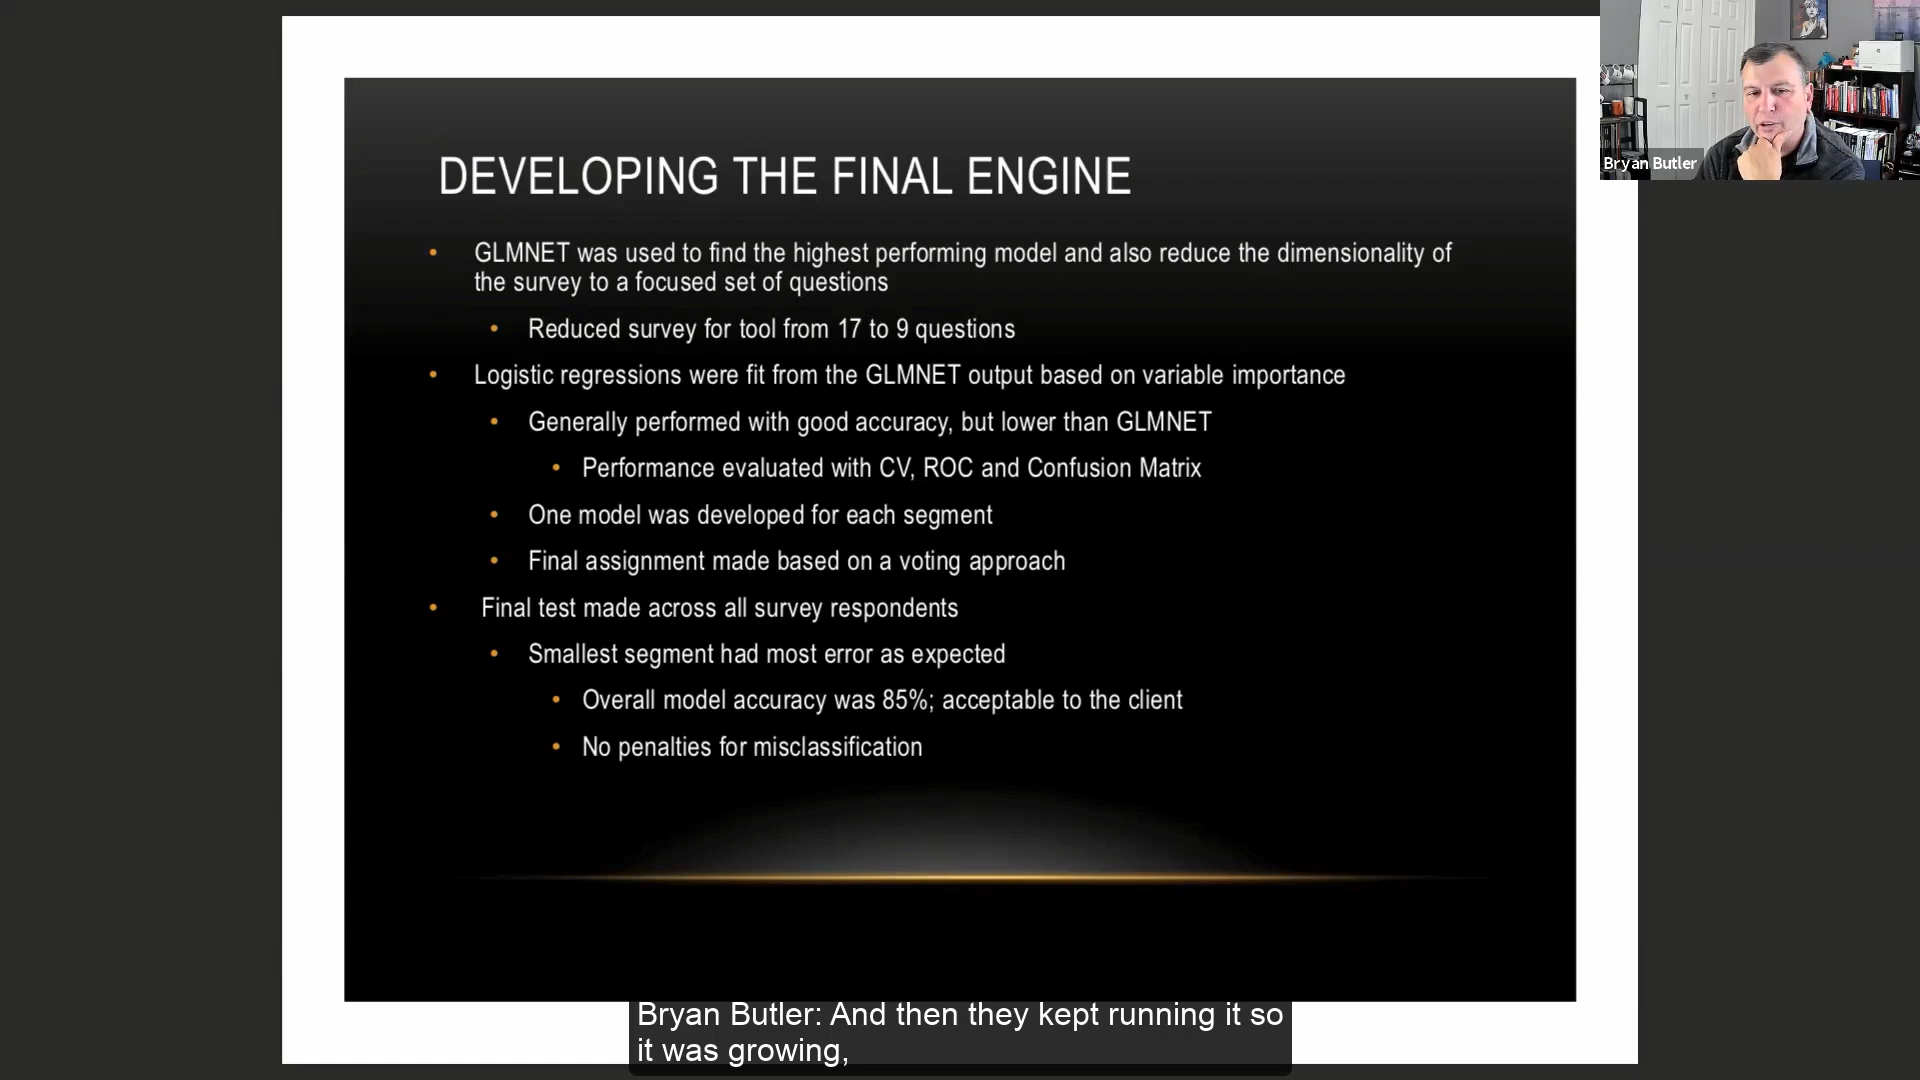 Bryan Butler
DEVELOPING THE FINAL ENGINE
• GLMNET was used to find the highest performing model and also reduce the dimensionality of
the survey to a focused set of questions
• Reduced survey for tool from 17 to 9 questions
• Logistic regressions were fit from the GLMNET output based on variable importance
• Generally performed with good accuracy, but lower than GLMNET
• Performance evaluated with CV, ROC and Confusion Matrix
• One model was developed for each segment
• Final assignment made based on a voting approach
• Final test made across all survey respondents
• Smallest segment had most error as expected
• Overall model accuracy was 85%; acceptable to the client
• No penalties for misclassification
Bryan Butler: And then they kept running it so
it was growing,